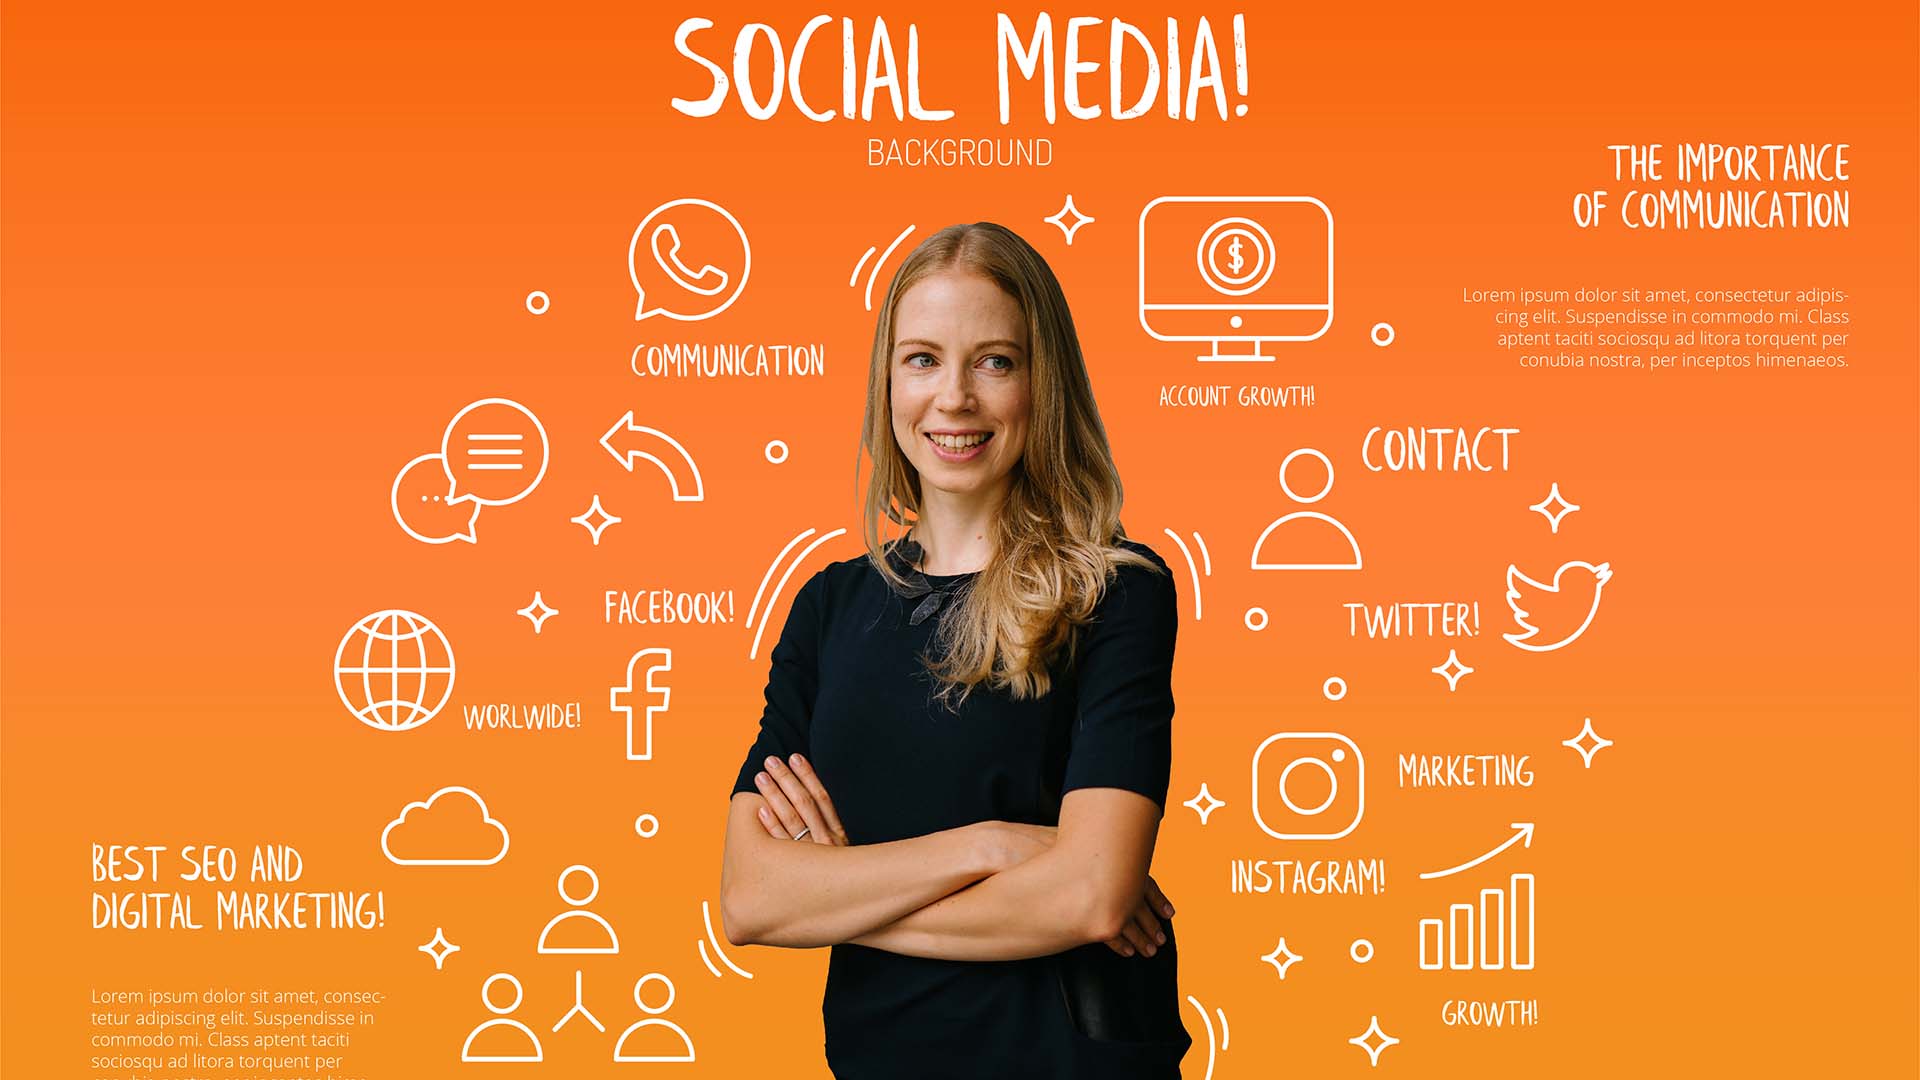 SOCIAL MEDIA!
BACKGROUND
THE IMPORTANCE
OF COMMUNICATION
Lorem ipsum dolor sit amet, consectetur adipis-
cing elit. Suspendisse in commodo mi. Class
aptent taciti sociosqu ad litora torquent per
conubia nostra, per inceptos himenaeos.
COMMUNICATION
$
ACCOUNT GROWTH!
CONTACT
FACEBOOK!
TWITTER!
f
WORLWIDE!
MARKETING
INSTAGRAM!
GROWTH!
BEST SEO AND
DIGITAL MARKETING!
Lorem ipsum dolor sit amet, consec-
tetur adipiscing elit. Suspendisse in
commodo mi. Class aptent taciti
sociosqu ad litora torquent per